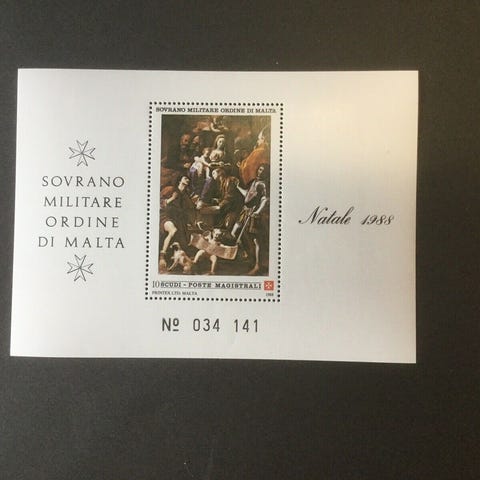 SOVRANO
MILITARE
ORDINE
DI MALTA
SOVRANO MILITARE ORDINE DI MALTA
10 SCUDI - POSTE MAGISTRALI
PRINTEX LTD. MALTA 1988
Natale 1988
Nº 034 141